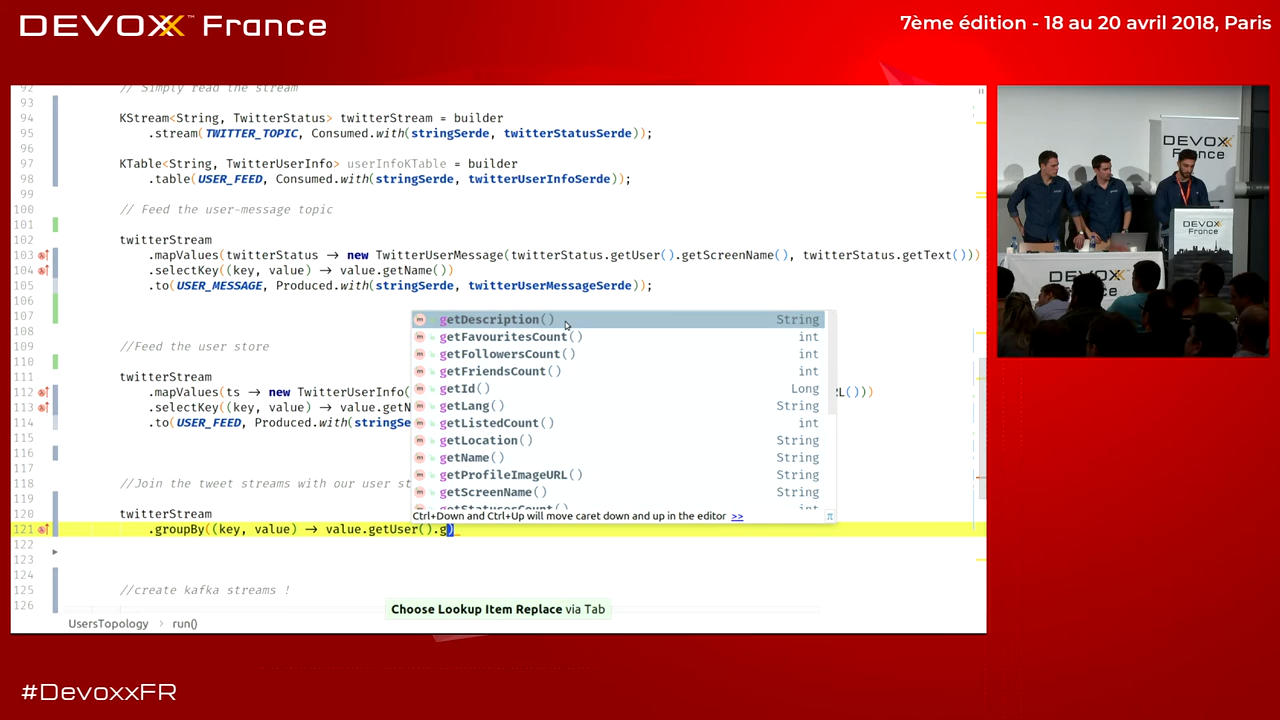 DEVOXX™ France
7ème édition - 18 au 20 avril 2018, Paris
92 // Simply read the stream
93
94 KStream<String, TwitterStatus> twitterStream = builder
95 .stream(TWITTER_TOPIC, Consumed.with(stringSerde, twitterStatusSerde));
96
97 KTable<String, TwitterUserInfo> userInfoKTable = builder
98 .table(USER_FEED, Consumed.with(stringSerde, twitterUserInfoSerde));
99
100 // Feed the user-message topic
101
102 twitterStream
103 .mapValues(twitterStatus → new TwitterUserMessage(twitterStatus.getUser().getScreenName(), twitterStatus.getText()))
104 .selectKey((key, value) → value.getName())
105 .to(USER_MESSAGE, Produced.with(stringSerde, twitterUserMessageSerde));
106
107
108
109 //Feed the user store
110
111 twitterStream
112 .mapValues(ts → new TwitterUserInfo( RL()))
113 .selectKey((key, value) → value.getN
114 .to(USER_FEED, Produced.with(stringSe
115
116
117
118 //Join the tweet streams with our user st
119
120 twitterStream
121 .groupBy((key, value) → value.getUser().g)
122
123
124
125 //create kafka streams !
126
getDescription() String
getFavouritesCount() int
getFollowersCount() int
getFriendsCount() int
getId() Long
getLang() String
getListedCount() int
getLocation() String
getName() String
getProfileImageURL() String
getScreenName() String
getStatusesCount() int
Ctrl+Down and Ctrl+Up will move caret down and up in the editor >> π
Choose Lookup Item Replace via Tab
UsersTopology › run()
DEVOXX
France
DEVOXX
France
DEVOXX
France
#DevoxxFR